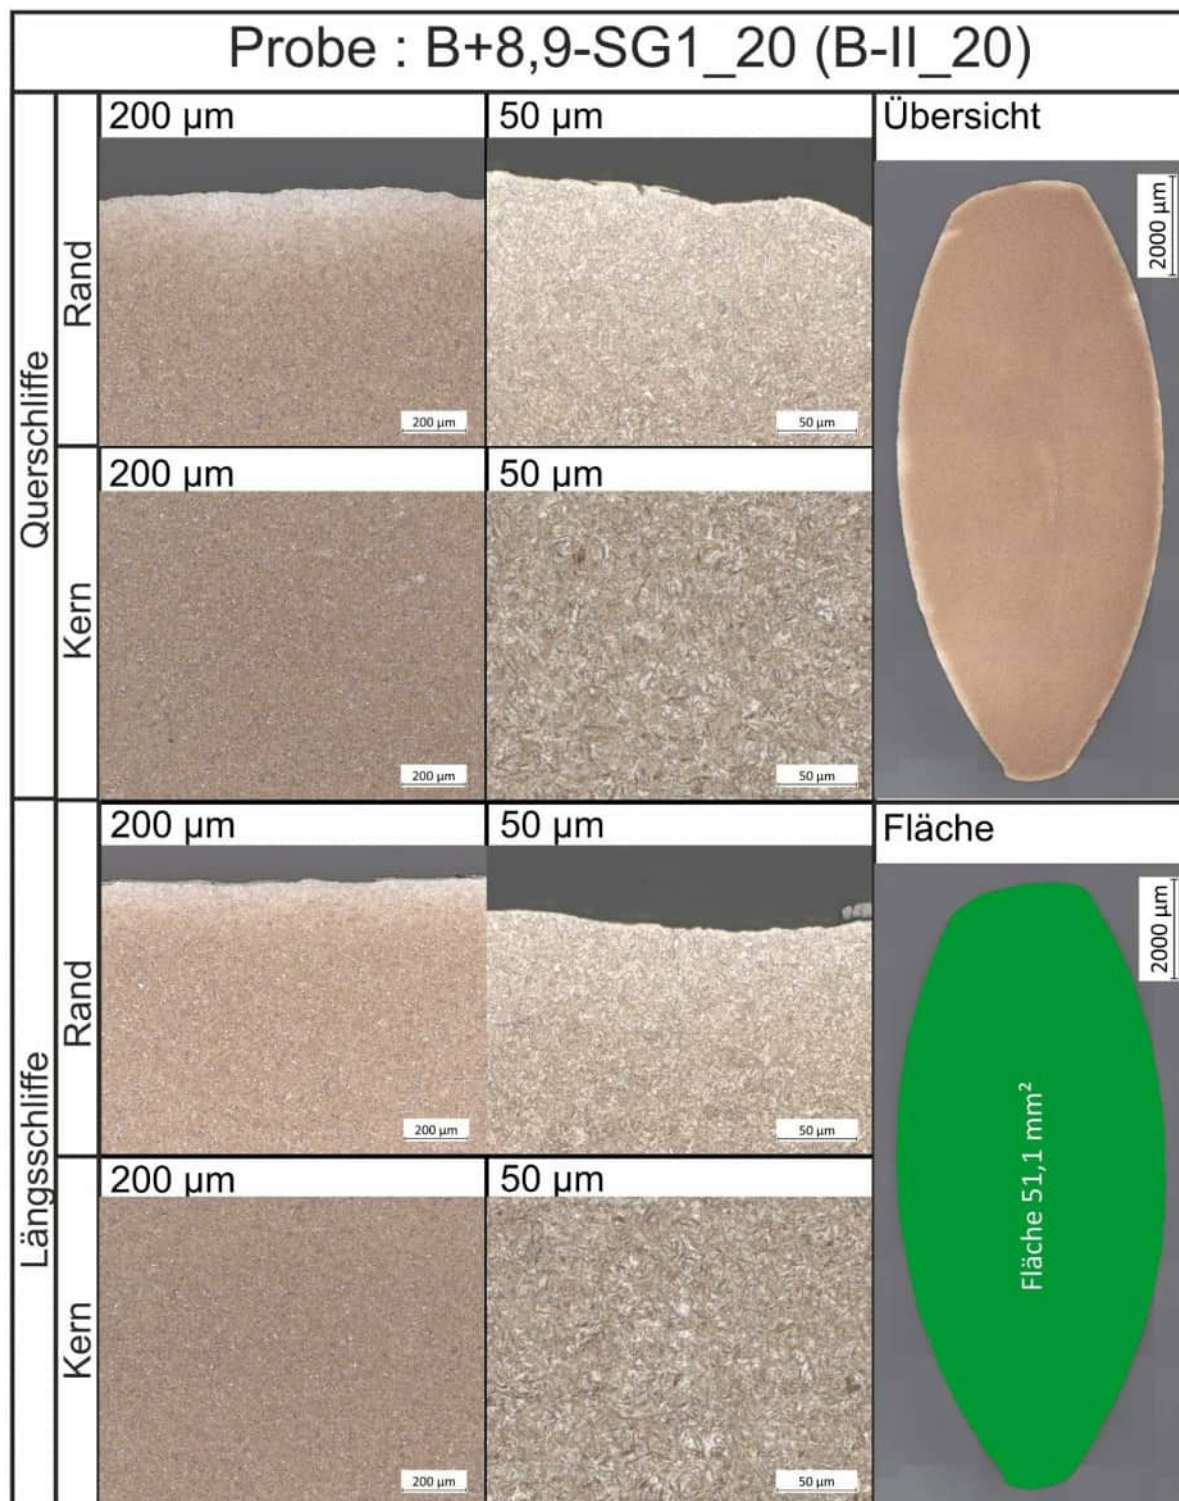 Probe : B+8,9-SG1_20 (B-II_20)
Querschliffe
Rand
200 µm
200 µm
50 µm
50 µm
Übersicht
2000 µm
Kern
200 µm
200 µm
50 µm
50 µm
Längsschliffe
Rand
200 µm
200 µm
50 µm
50 µm
Fläche
2000 µm
Fläche 51,1 mm²
Kern
200 µm
200 µm
50 µm
50 µm